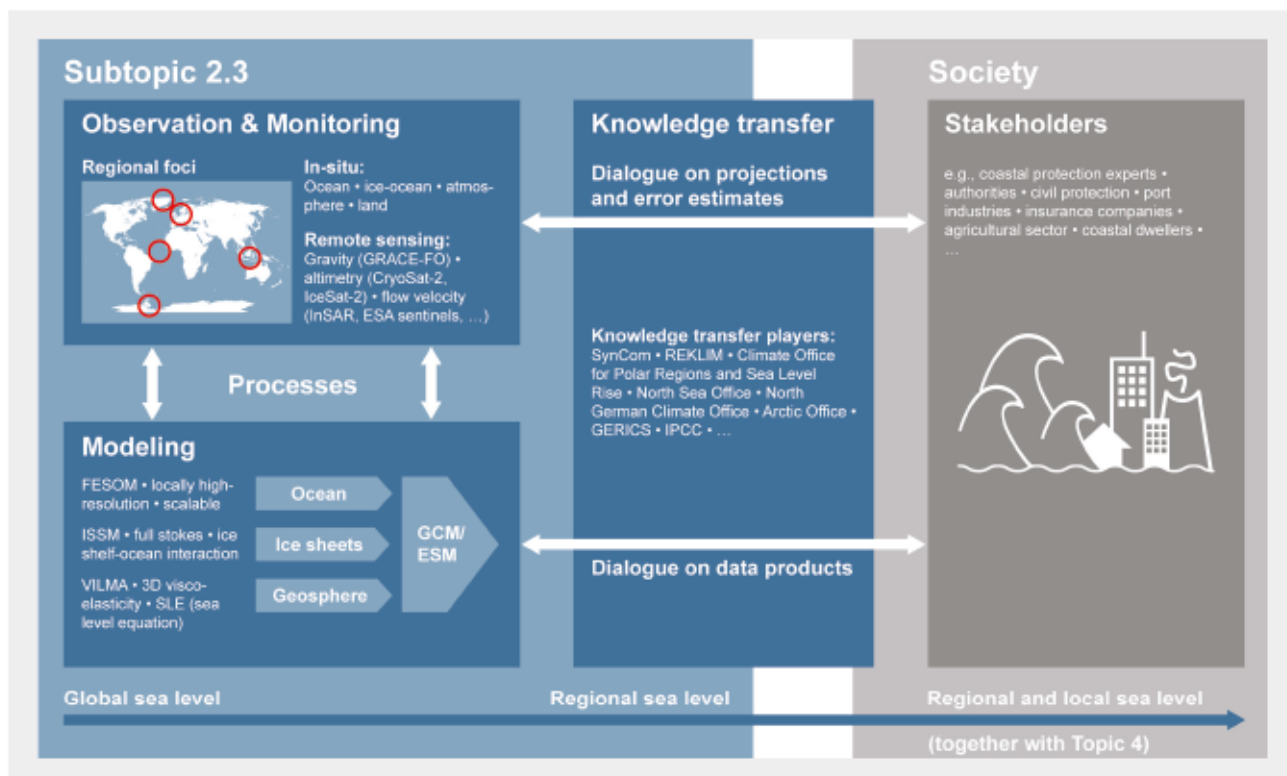 Subtopic 2.3
Observation & Monitoring
Regional foci
In-situ:
Ocean • ice-ocean • atmos-
phere • land
Remote sensing:
Gravity (GRACE-FO) •
altimetry (CryoSat-2,
IceSat-2) • flow velocity
(InSAR, ESA sentinels, …)
Processes
Modeling
FESOM • locally high-
resolution • scalable
ISSM • full stokes • ice
shelf-ocean interaction
VILMA • 3D visco-
elasticity • SLE (sea
level equation)
Ocean
Ice sheets
Geosphere
GCM/
ESM
Knowledge transfer
Dialogue on projections
and error estimates
Knowledge transfer players:
SynCom • REKLIM • Climate Office
for Polar Regions and Sea Level
Rise • North Sea Office • North
German Climate Office • Arctic Office •
GERICS • IPCC • …
Dialogue on data products
Society
Stakeholders
e.g., coastal protection experts •
authorities • civil protection • port
industries • insurance companies •
agricultural sector • coastal dwellers •
…
Global sea level
Regional sea level
Regional and local sea level
(together with Topic 4)